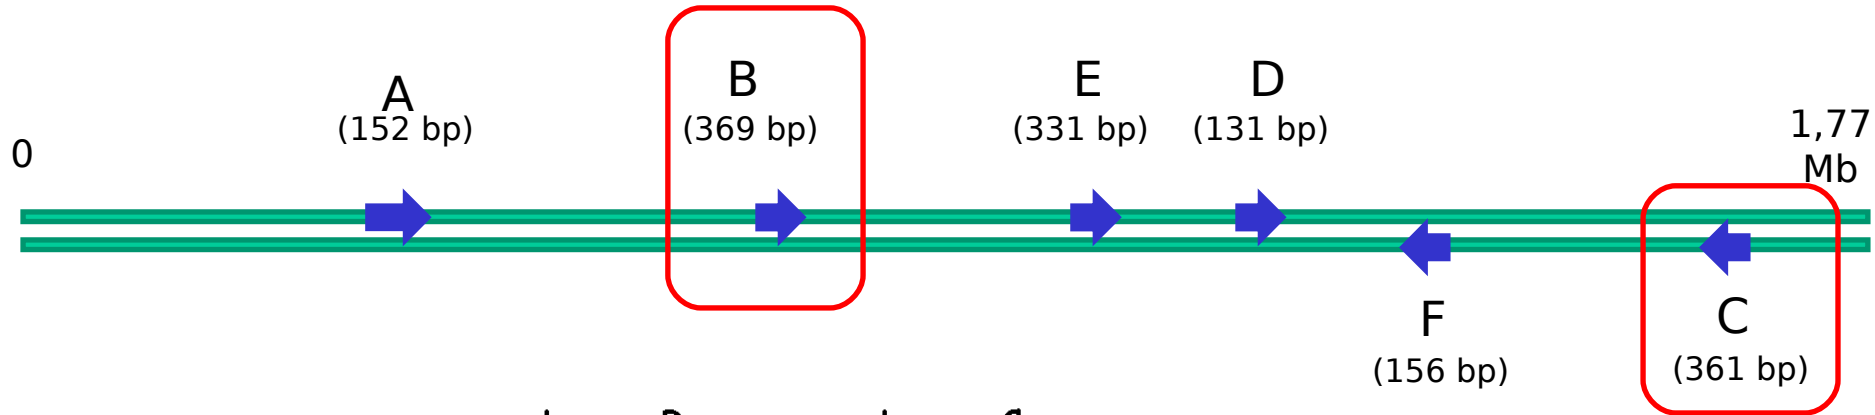 A
(152 bp)
B
(369 bp)
E
(331 bp)
D
(131 bp)
0
1,77
Mb
F
(156 bp)
C
(361 bp)